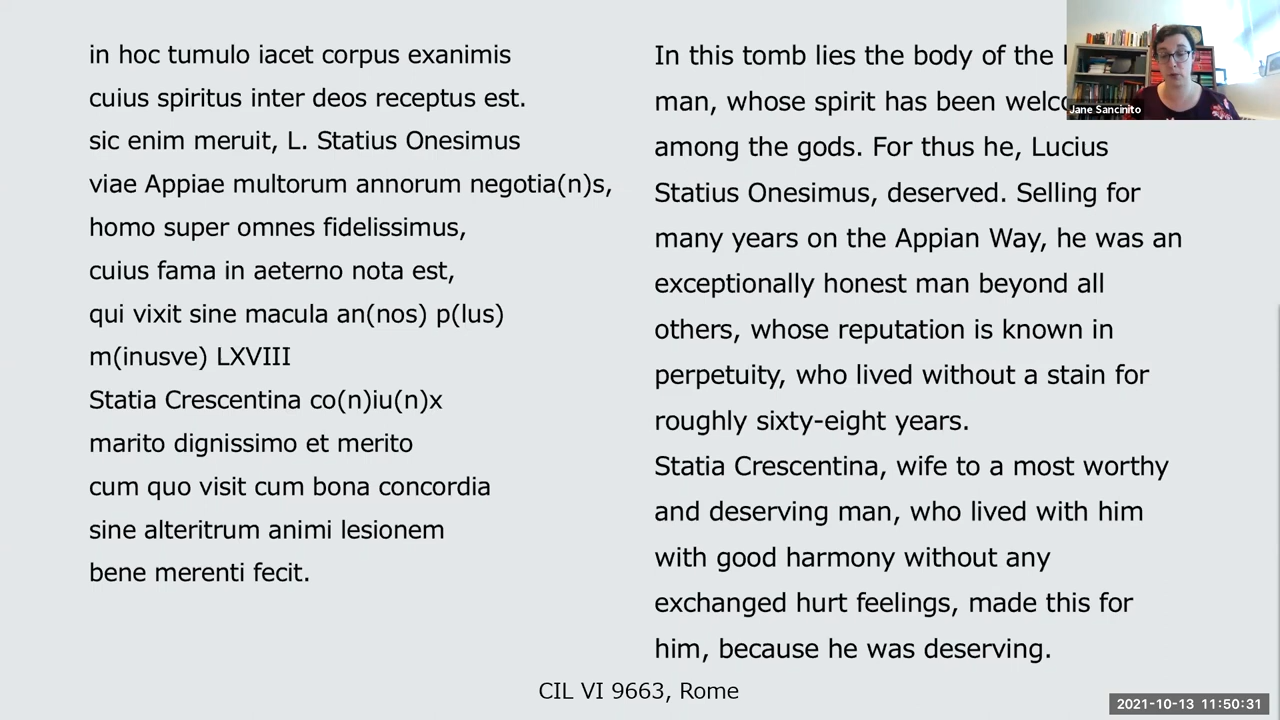 in hoc tumulo iacet corpus exanimis
cuius spiritus inter deos receptus est.
sic enim meruit, L. Statius Onesimus
viae Appiae multorum annorum negotia(n)s,
homo super omnes fidelissimus,
cuius fama in aeterno nota est,
qui vixit sine macula an(nos) p(lus)
m(inusve) LXVIII
Statia Crescentina co(n)iu(n)x
marito dignissimo et merito
cum quo visit cum bona concordia
sine alteritrum animi lesionem
bene merenti fecit.
In this tomb lies the body of the
man, whose spirit has been
among the gods. For thus he, Lucius
Statius Onesimus, deserved. Selling for
many years on the Appian Way, he was an
exceptionally honest man beyond all
others, whose reputation is known in
perpetuity, who lived without a stain for
roughly sixty-eight years.
Statia Crescentina, wife to a most worthy
and deserving man, who lived with him
with good harmony without any
exchanged hurt feelings, made this for
him, because he was deserving.
CIL VI 9663, Rome
Jane Sancinito
2021-10-13 11:50:31